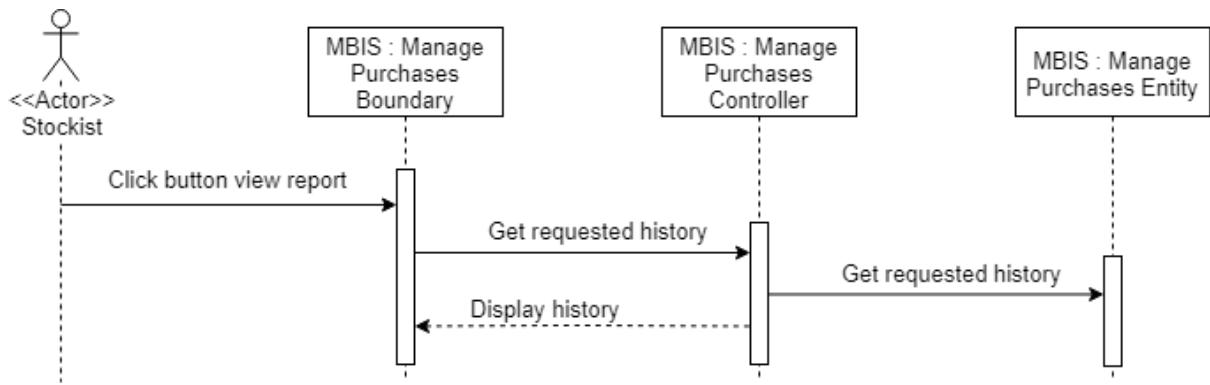 <<Actor>>
Stockist
MBIS : Manage
Purchases
Boundary
MBIS : Manage
Purchases
Controller
MBIS : Manage
Purchases Entity
Click button view report
Get requested history
Get requested history
Display history